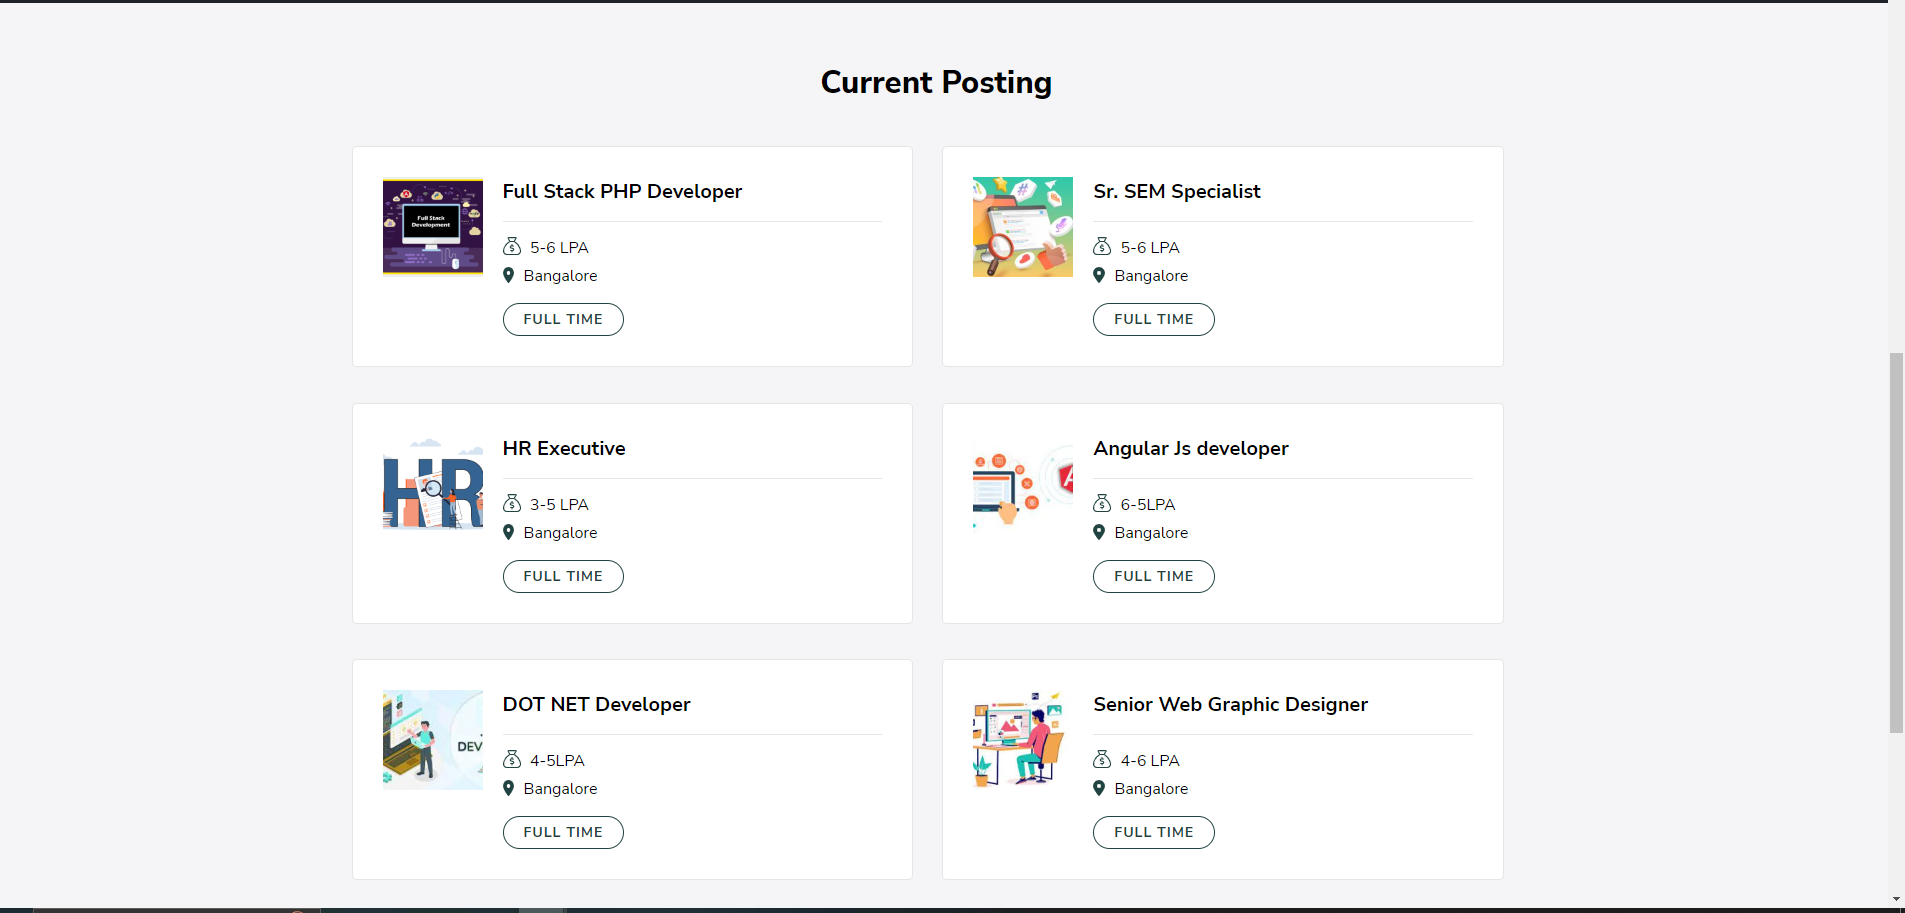 Current Posting
Full Stack
Development
Full Stack PHP Developer
5-6 LPA
Bangalore
FULL TIME
Sr. SEM Specialist
5-6 LPA
Bangalore
FULL TIME
HR
HR Executive
3-5 LPA
Bangalore
FULL TIME
A
Angular Js developer
6-5LPA
Bangalore
FULL TIME
DEV
DOT NET Developer
4-5LPA
Bangalore
FULL TIME
Senior Web Graphic Designer
4-6 LPA
Bangalore
FULL TIME